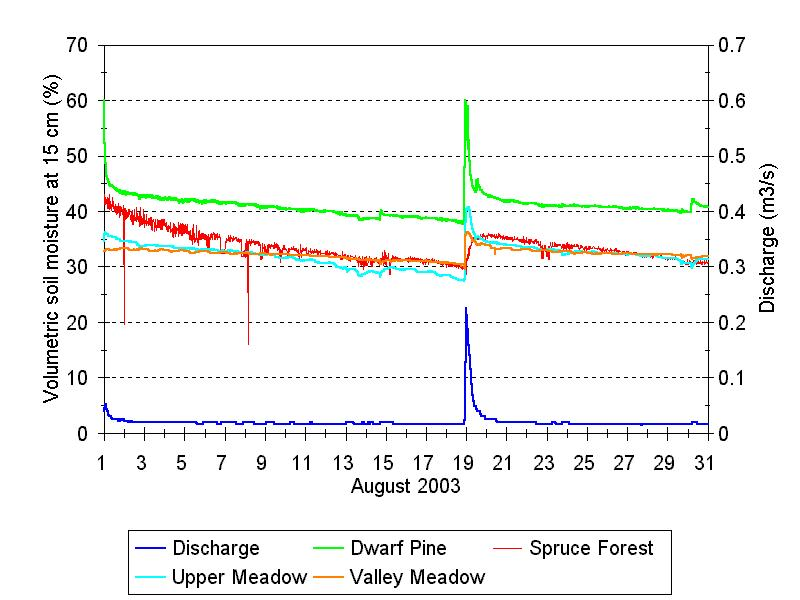 70 0.7
60 0.6
50 0.5
40 0.4
30 0.3
20 0.2
10 0.1
0 0
Volumetric soil moisture at 15 cm (%)
Discharge (m3/s)
1 3 5 7 9 11 13 15 17 19 21 23 25 27 29 31
August 2003
Discharge Dwarf Pine Spruce Forest
Upper Meadow Valley Meadow